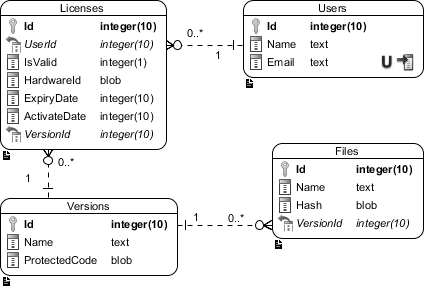 Licenses
Id integer(10)
UserId integer(10)
IsValid integer(1)
HardwareId blob
ExpiryDate integer(10)
ActivateDate integer(10)
VersionId integer(10)
Users
Id integer(10)
Name text
Email text U
0..*
1
0..*
1
Versions
Id integer(10)
Name text
ProtectedCode blob
1
0..*
Files
Id integer(10)
Name text
Hash blob
VersionId integer(10)